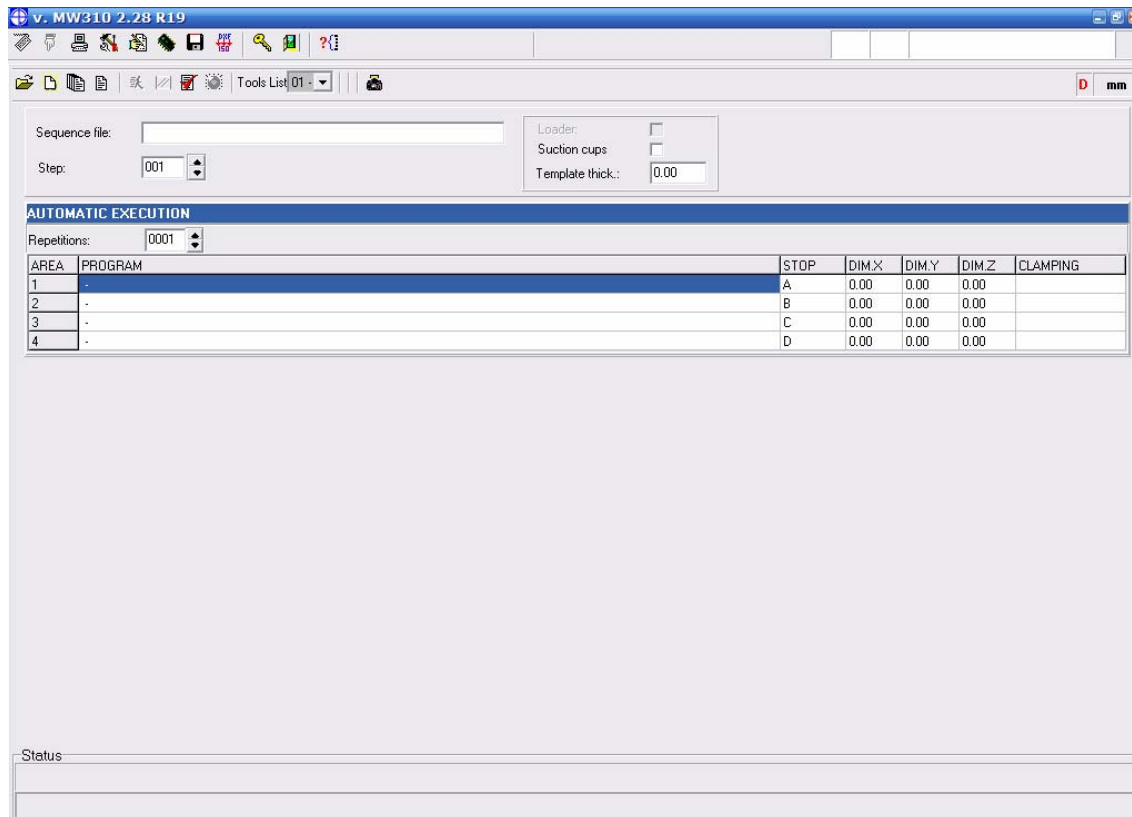 v. MW310 2.28 R19
DXF
ISO
?{}
Tools List 01 -
D mm
Sequence file:
Step: 001
Loader:
Suction cups
Template thick.: 0.00
AUTOMATIC EXECUTION
Repetitions: 0001
AREA PROGRAM STOP DIM.X DIM.Y DIM.Z CLAMPING
1 - A 0.00 0.00 0.00
2 - B 0.00 0.00 0.00
3 - C 0.00 0.00 0.00
4 - D 0.00 0.00 0.00
Status